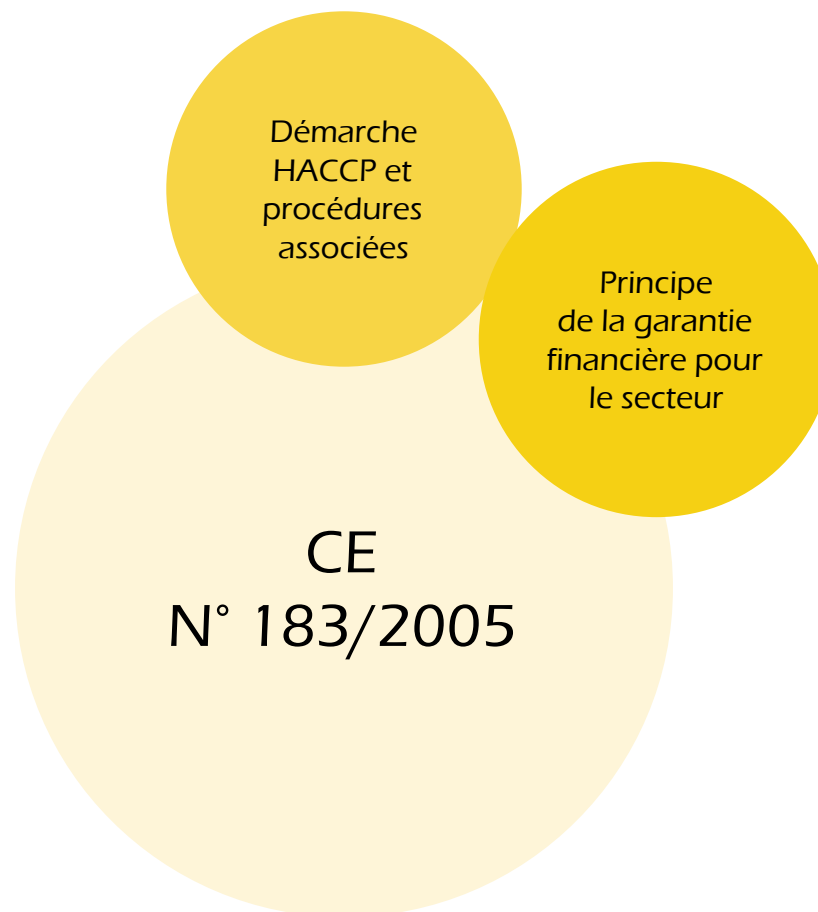 Démarche
HACCP et
procédures
associées
Principe
de la garantie
financière pour
le secteur
CE
N° 183/2005